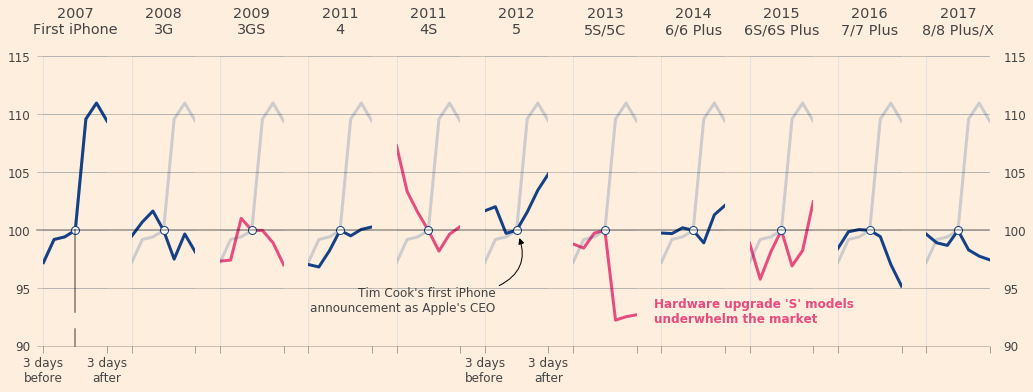 2007 2008 2009 2011 2011 2012 2013 2014 2015 2016 2017
First iPhone 3G 3GS 4 4S 5 5S/5C 6/6 Plus 6S/6S Plus 7/7 Plus 8/8 Plus/X
115 115
110 110
105 105
100 100
95 95
Tim Cook's first iPhone
announcement as Apple's CEO
Hardware upgrade 'S' models
underwhelm the market
90 90
3 days 3 days 3 days 3 days
before after before after